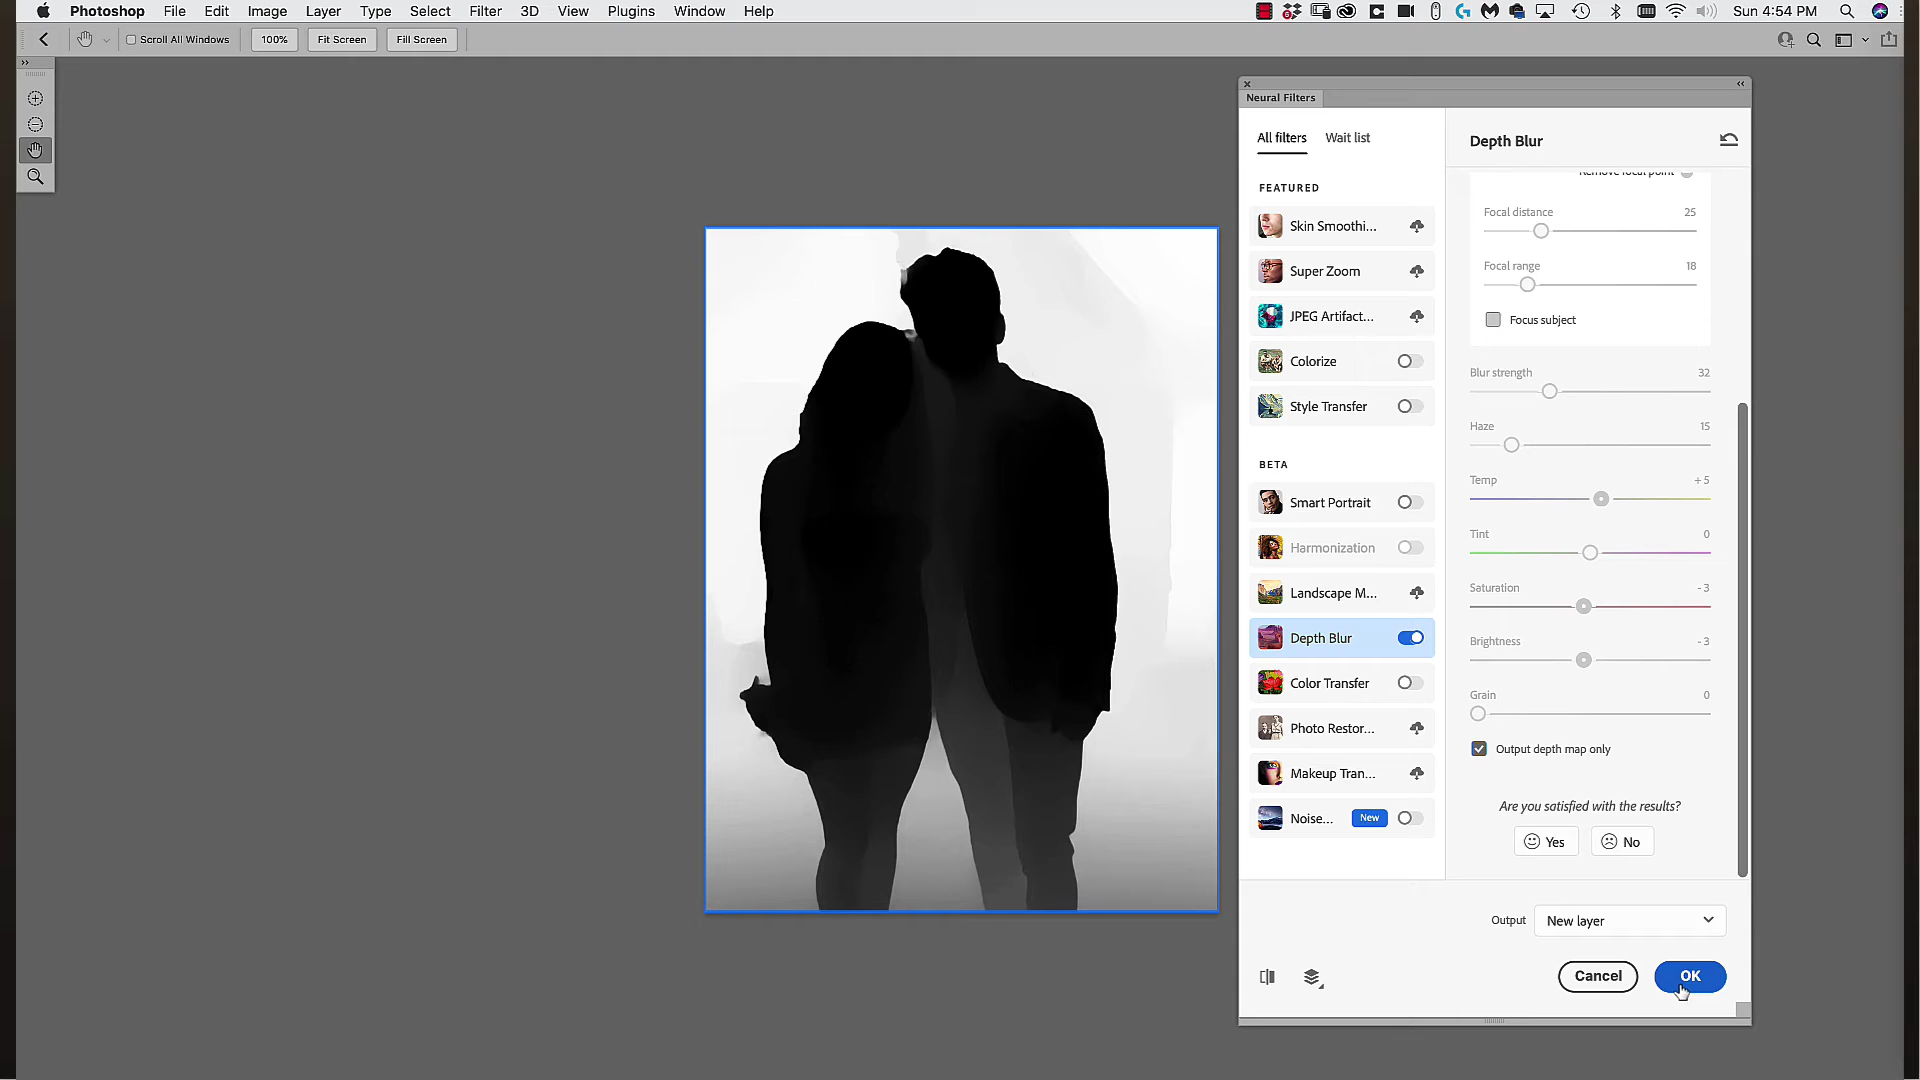 Photoshop File Edit Image Layer Type Select Filter 3D View Plugins Window Help Sun 4:54 PM
Scroll All Windows 100% Fit Screen Fill Screen
Neural Filters
All filters Wait list
Depth Blur
FEATURED
Remove focal point
Skin Smoothi...
Focal distance 25
Super Zoom
Focal range 18
JPEG Artifact...
Focus subject
Colorize
Blur strength 32
Style Transfer
Haze 15
BETA
Temp +5
Smart Portrait
Tint 0
Harmonization
Landscape M...
Saturation -3
Depth Blur
Brightness -3
Color Transfer
Grain 0
Photo Restor...
Output depth map only
Makeup Tran...
Are you satisfied with the results?
Noise... New
Yes No
Output New layer
Cancel OK